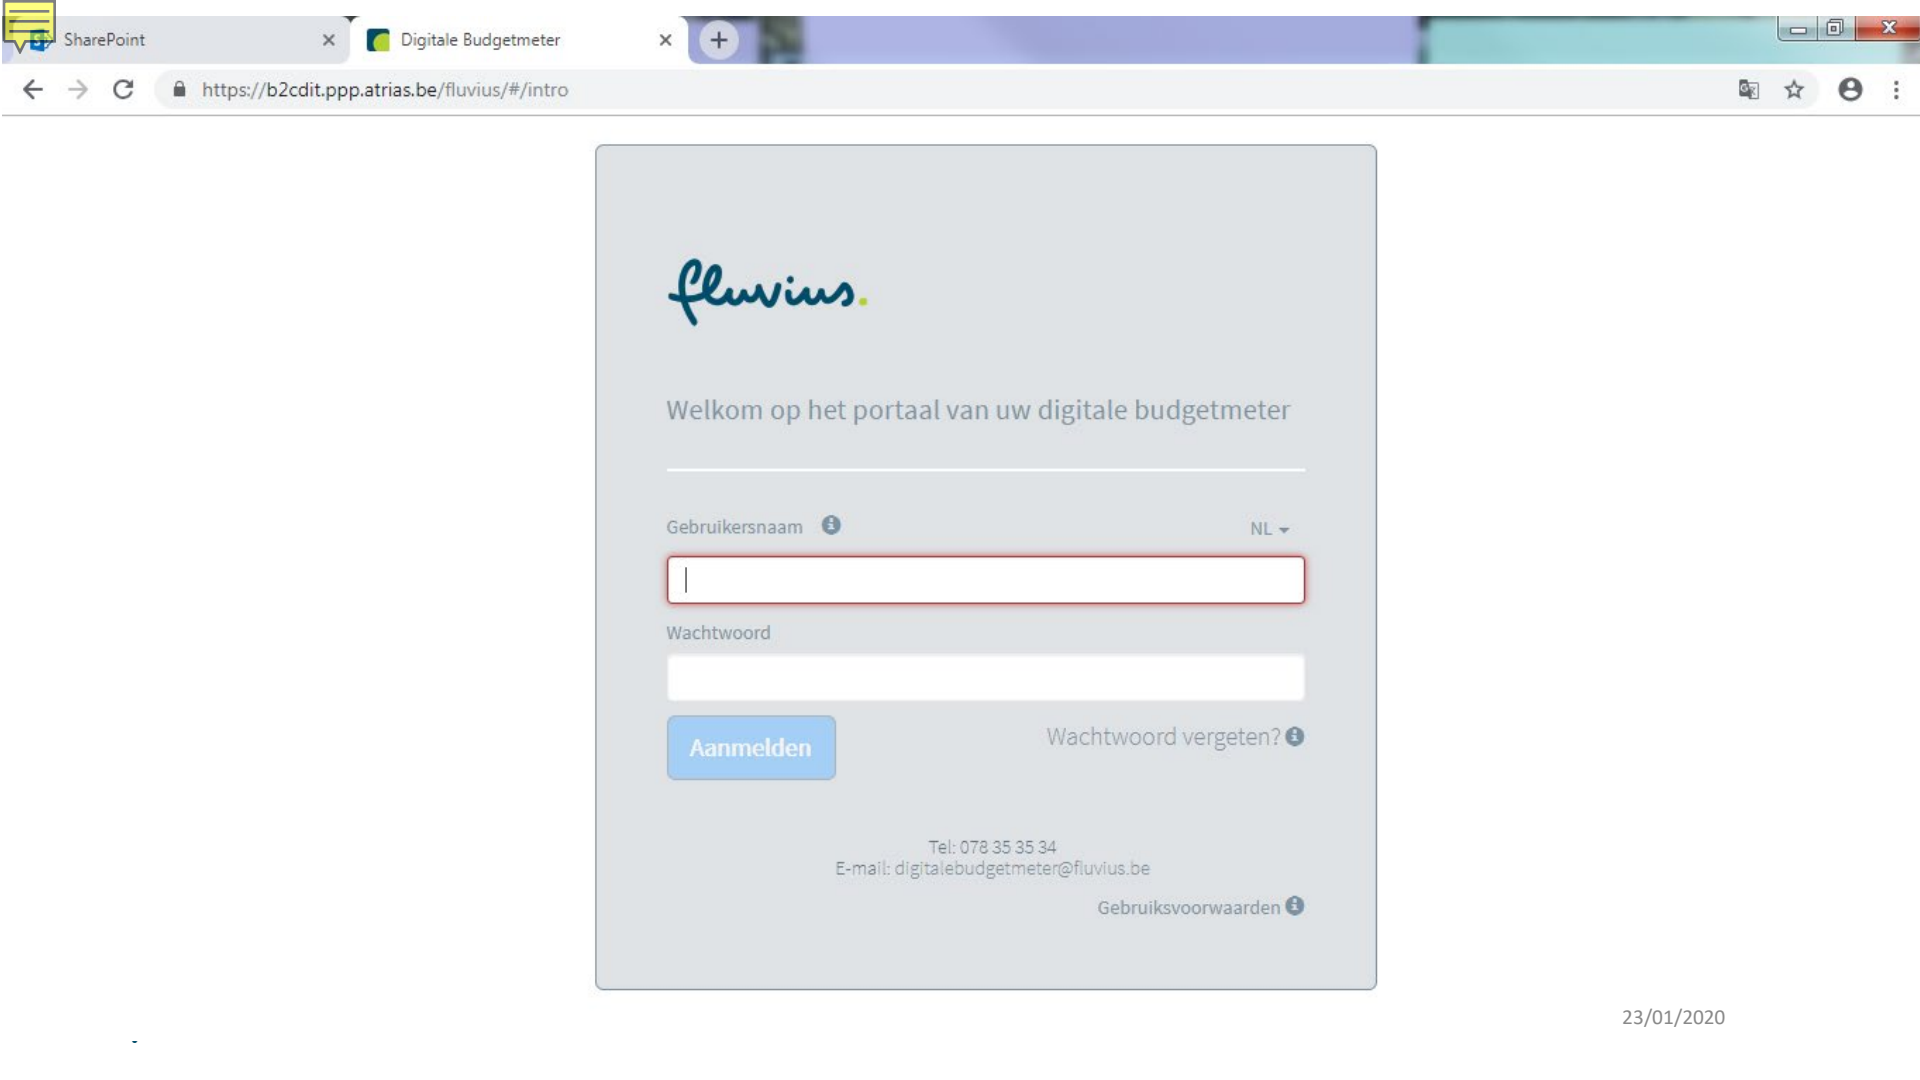 SharePoint
Digitale Budgetmeter
https://b2cdit.ppp.atrias.be/fluvius/#/intro
fluvius.
Welkom op het portaal van uw digitale budgetmeter
Gebruikersnaam
NL
Wachtwoord
Aanmelden
Wachtwoord vergeten?
Tel: 078 35 35 34
E-mail: digitalebudgetmeter@fluvius.be
Gebruiksvoorwaarden
23/01/2020